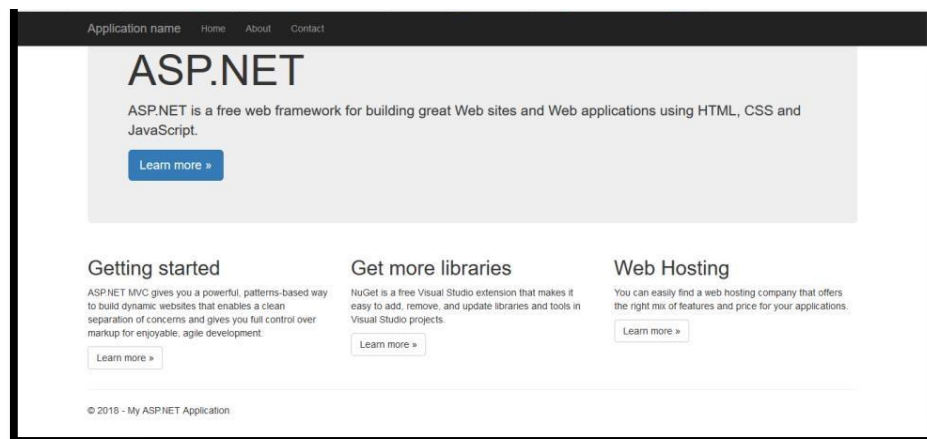 Application name Home About Contact
ASP.NET
ASP.NET is a free web framework for building great Web sites and Web applications using HTML, CSS and
JavaScript.
Learn more »
Getting started
ASP.NET MVC gives you a powerful, patterns-based way
to build dynamic websites that enables a clean
separation of concerns and gives you full control over
markup for enjoyable, agile development.
Learn more »
Get more libraries
NuGet is a free Visual Studio extension that makes it
easy to add, remove, and update libraries and tools in
Visual Studio projects.
Learn more »
Web Hosting
You can easily find a web hosting company that offers
the right mix of features and price for your applications.
Learn more »
© 2018 - My ASP.NET Application